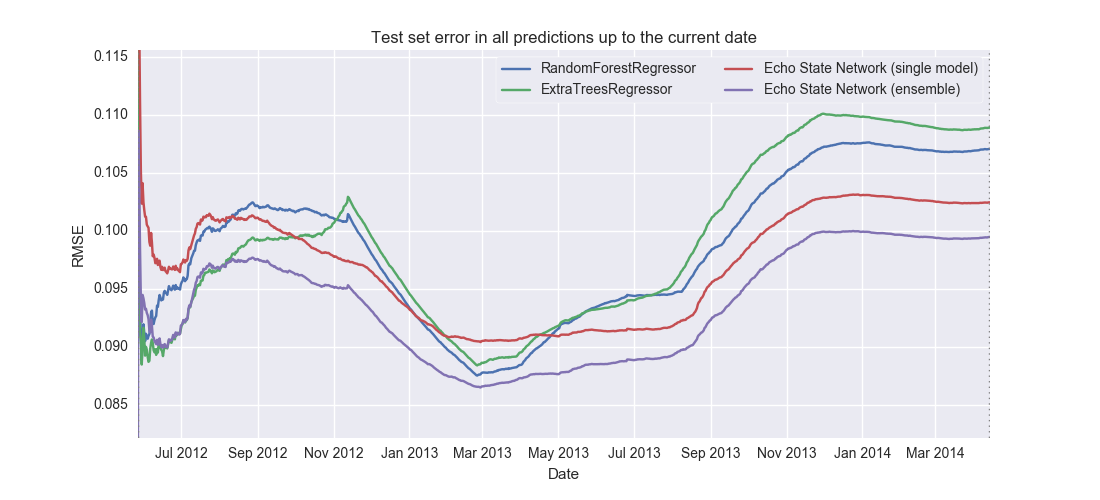 Test set error in all predictions up to the current date
RandomForestRegressor
ExtraTreesRegressor
Echo State Network (single model)
Echo State Network (ensemble)
RMSE
0.115
0.110
0.105
0.100
0.095
0.090
0.085
Jul 2012
Sep 2012
Nov 2012
Jan 2013
Mar 2013
May 2013
Jul 2013
Sep 2013
Nov 2013
Jan 2014
Mar 2014
Date